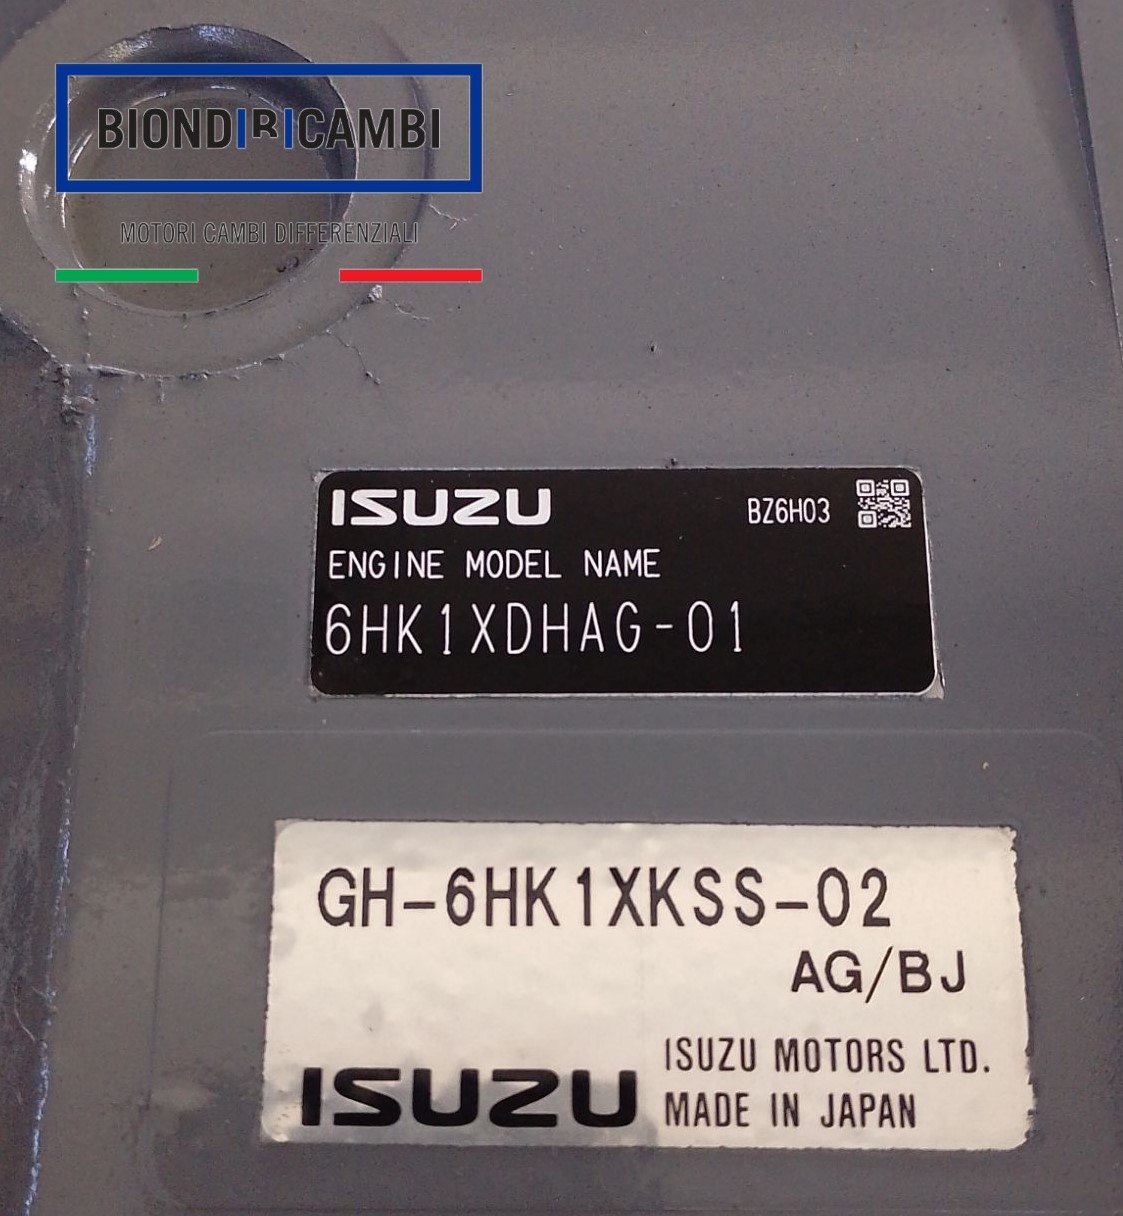 BIONDIRICAMBI
MOTORI CAMBI DIFFERENZIALI
ISUZU BZ6H03
ENGINE MODEL NAME
6HK1XDHAG-01
GH-6HK1XKSS-02
AG/BJ
ISUZU MOTORS LTD.
ISUZU MADE IN JAPAN